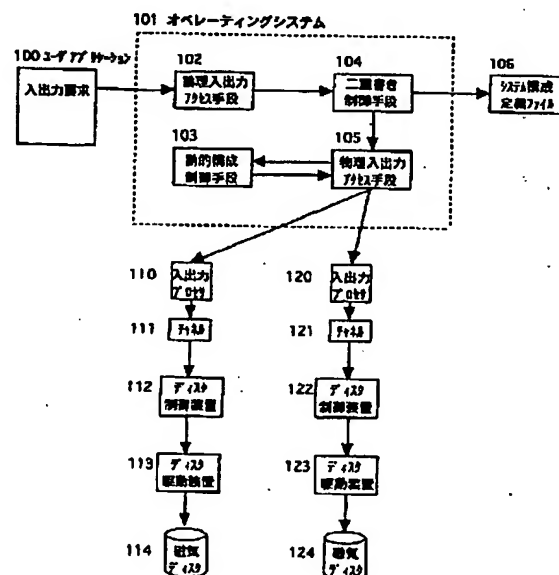 101 オペレーティングシステム
100 ユーザアプリケーション
入出力要求
102
論理入出力
アクセス手段
104
二重書き
制御手段
106
システム構成
定義ファイル
103
動的構成
制御手段
105
物理入出力
アクセス手段
110
入出力
プロセサ
120
入出力
プロセサ
111
チャネル
121
チャネル
112
ディスク
制御装置
122
ディスク
制御装置
113
ディスク
駆動装置
123
ディスク
駆動装置
114
磁気
ディスク
124
磁気
ディスク